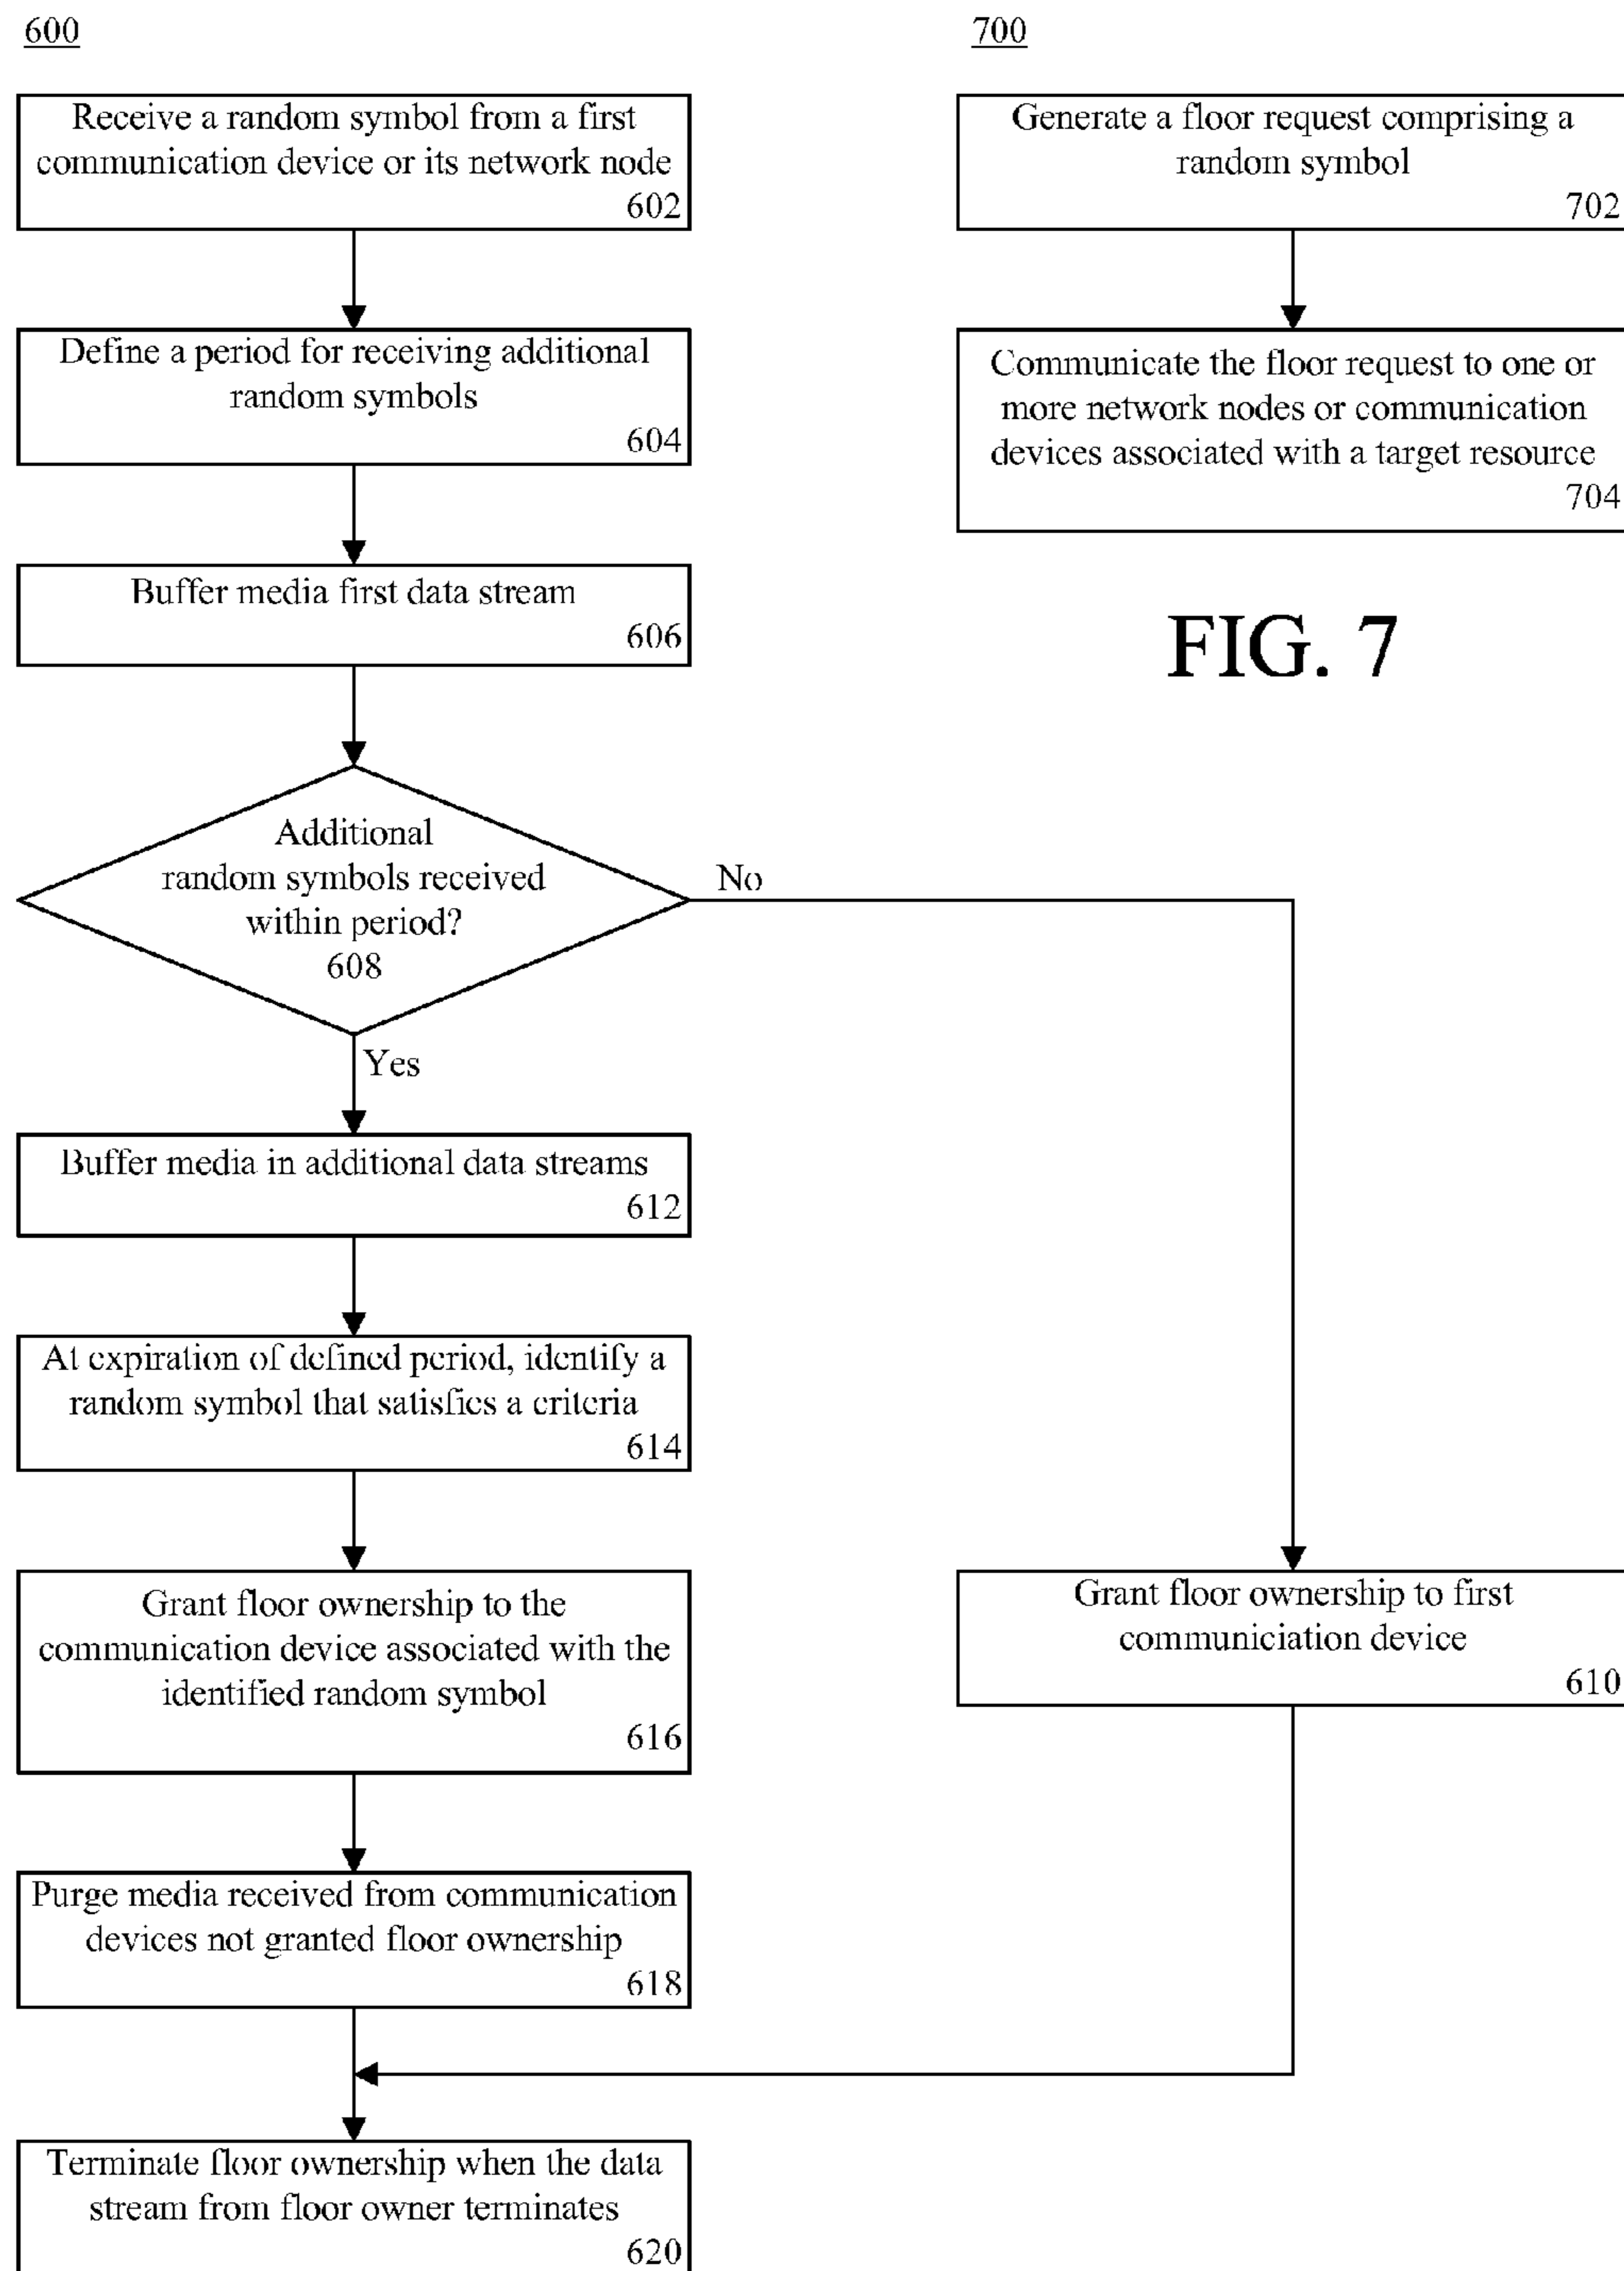 600
Receive a random symbol from a first
communication device or its network node
602
Define a period for receiving additional
random symbols
604
Buffer media first data stream
606
Additional
random symbols received
within period?
608
No
Yes
Buffer media in additional data streams
612
At expiration of defined period, identify a
random symbol that satisfies a criteria
614
Grant floor ownership to the
communication device associated with the
identified random symbol
616
Purge media received from communication
devices not granted floor ownership
618
Grant floor ownership to first
communiciation device
610
Terminate floor ownership when the data
stream from floor owner terminates
620
700
Generate a floor request comprising a
random symbol
702
Communicate the floor request to one or
more network nodes or communication
devices associated with a target resource
704
FIG. 7